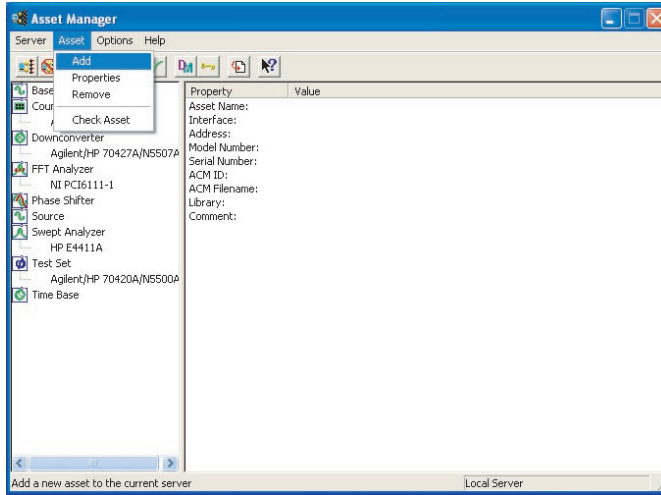 Asset Manager
Server Asset Options Help
Add
Properties
Remove
Check Asset
Base
Cour
Downconverter
Agilent/HP 70427A/N5507A
FFT Analyzer
NI PCI6111-1
Phase Shifter
Source
Swept Analyzer
HP E4411A
Test Set
Agilent/HP 70420A/N5500A
Time Base
Property Value
Asset Name:
Interface:
Address:
Model Number:
Serial Number:
ACM ID:
ACM Filename:
Library:
Comment:
Add a new asset to the current server
Local Server